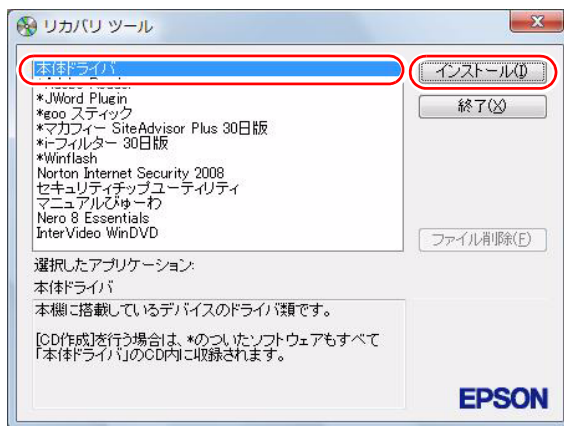 リカバリ ツール
本体ドライバ
*JWord Plugin
*goo スティック
*マカフィー SiteAdvisor Plus 30日版
*i-フィルター 30日版
*Winflash
Norton Internet Security 2008
セキュリティチップユーティリティ
マニュアルびゅーわ
Nero 8 Essentials
InterVideo WinDVD
インストール(I)
終了(X)
ファイル削除(F)
選択したアプリケーション:
本体ドライバ
本機に搭載しているデバイスのドライバ類です。
[CD作成]を行う場合は、*のついたソフトウェアもすべて
「本体ドライバ」のCD内に収録されます。
EPSON